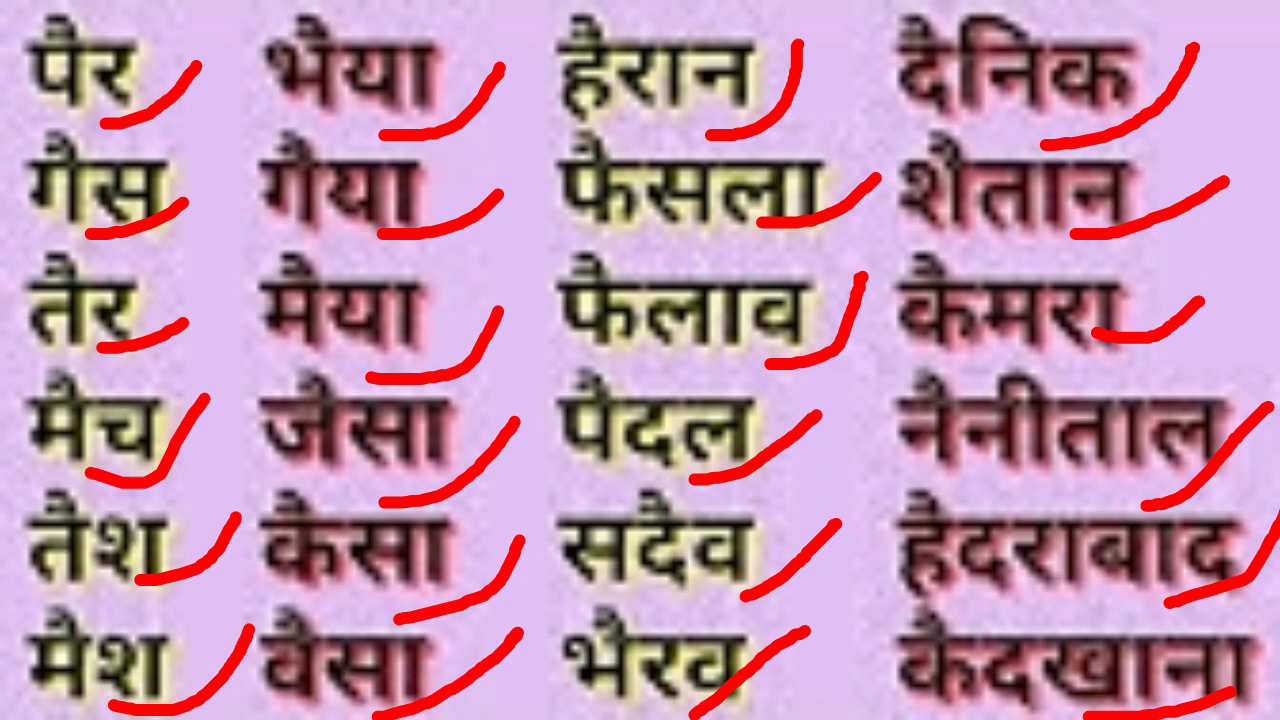 पैर भैया हैरान दैनिक
गैस गैया फैसला शैतान
तैर मैया फैलाव कैमरा
मैच जैसा पैदल नैनीताल
तैश कैसा सदैव हैदराबाद
मैश वैसा भैरव कैदखाना